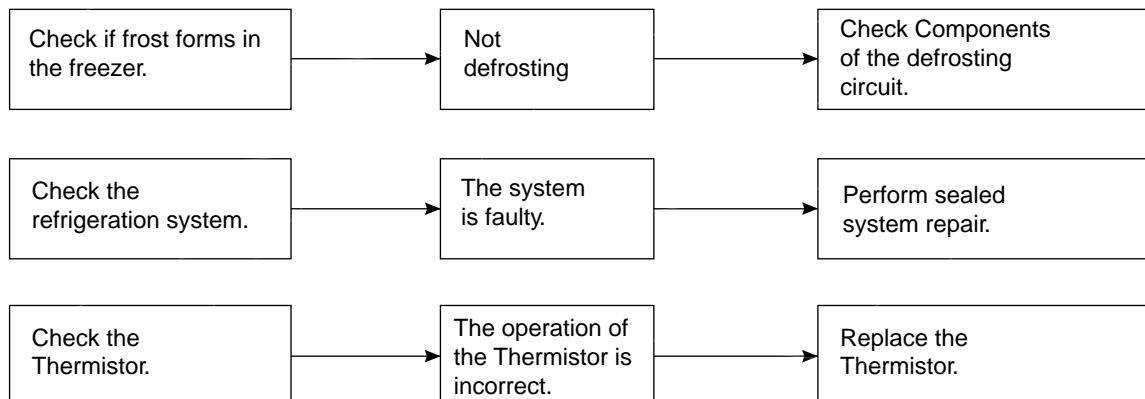 Check if frost forms in
the freezer.
Not
defrosting
Check Components
of the defrosting
circuit.
Check the
refrigeration system.
The system
is faulty.
Perform sealed
system repair.
Check the
Thermistor.
The operation of
the Thermistor is
incorrect.
Replace the
Thermistor.